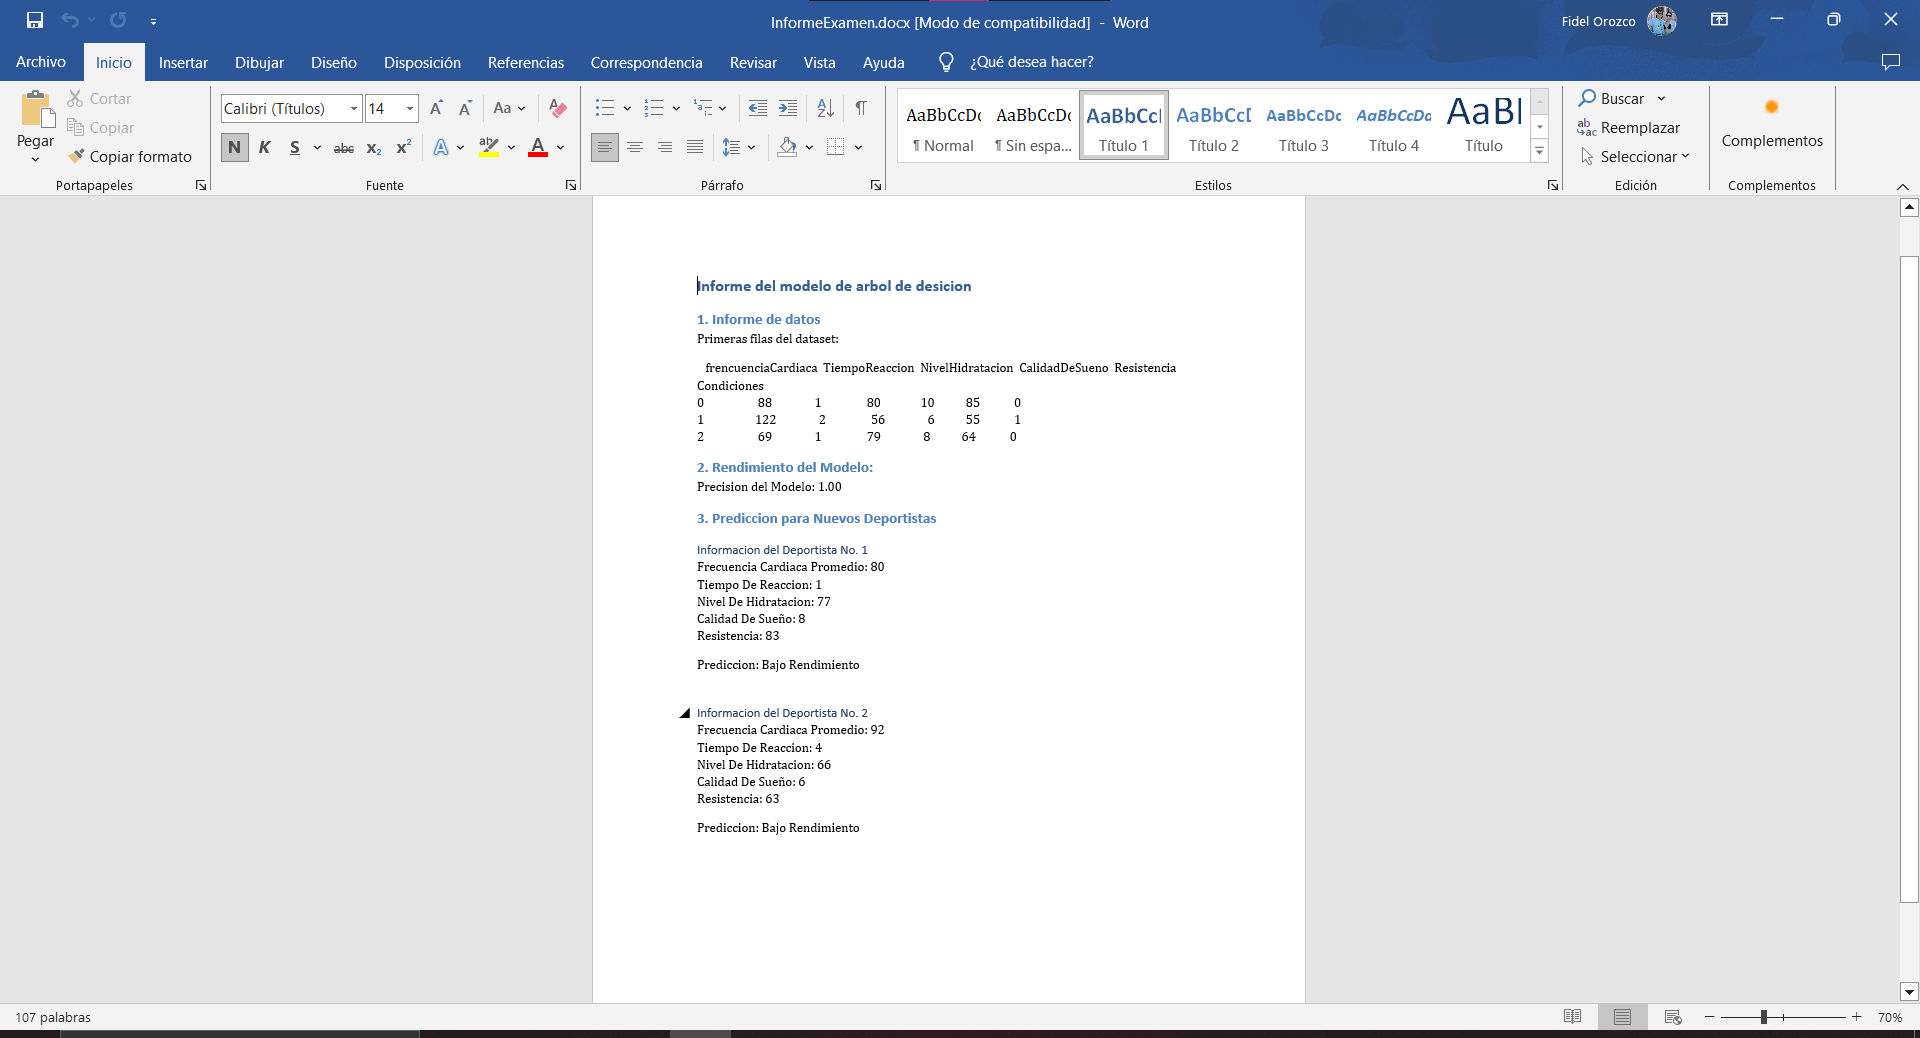 InformeExamen.docx [Modo de compatibilidad] - Word
Fidel Orozco
Archivo Inicio Insertar Dibujar Diseño Disposición Referencias Correspondencia Revisar Vista Ayuda ¿Qué desea hacer?
Pegar
Cortar
Copiar
Copiar formato
Portapapeles
Calibri (Títulos) 14 A A Aa A
N K S abc x₂ x² A aby A
Fuente
Párrafo
AaBbCcDc AaBbCcDc AaBbCcI AaBbCcI AaBbCcDc AaBbCcDc AaBl
¶ Normal ¶ Sin espa... Título 1 Título 2 Título 3 Título 4 Título
Estilos
Buscar
Reemplazar
Seleccionar
Edición
Complementos
Complementos
Informe del modelo de arbol de desicion
1. Informe de datos
Primeras filas del dataset:
frencuenciaCardiaca TiempoReaccion NivelHidratacion CalidadDeSueno Resistencia
Condiciones
0 88 1 80 10 85 0
1 122 2 56 6 55 1
2 69 1 79 8 64 0
2. Rendimiento del Modelo:
Precision del Modelo: 1.00
3. Prediccion para Nuevos Deportistas
Informacion del Deportista No. 1
Frecuencia Cardiaca Promedio: 80
Tiempo De Reaccion: 1
Nivel De Hidratacion: 77
Calidad De Sueño: 8
Resistencia: 83
Prediccion: Bajo Rendimiento
Informacion del Deportista No. 2
Frecuencia Cardiaca Promedio: 92
Tiempo De Reaccion: 4
Nivel De Hidratacion: 66
Calidad De Sueño: 6
Resistencia: 63
Prediccion: Bajo Rendimiento
107 palabras
70%